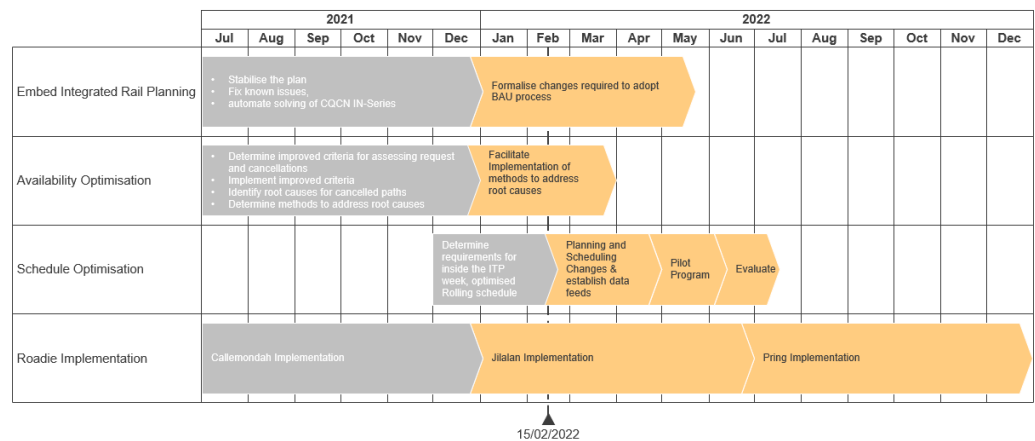 2021 2022
Jul Aug Sep Oct Nov Dec Jan Feb Mar Apr May Jun Jul Aug Sep Oct Nov Dec
Embed Integrated Rail Planning
• Stabilise the plan
• Fix known issues,
• automate solving of CQCN IN-Series
Formalise changes required to adopt
BAU process
Availability Optimisation
• Determine improved criteria for assessing request
and cancellations
• Implement improved criteria
• Identify root causes for cancelled paths
• Determine methods to address root causes
Facilitate
Implementation of
methods to address
root causes
Schedule Optimisation
Determine
requirements for
inside the ITP
week, optimised
Rolling schedule
Planning and
Scheduling
Changes &
establish data
feeds
Pilot
Program
Evaluate
Roadie Implementation
Callemondah Implementation
Jilalan Implementation
Pring Implementation
15/02/2022